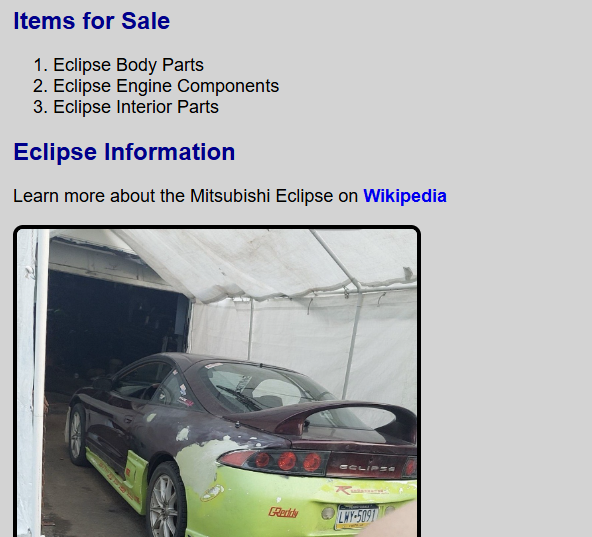 Items for Sale
1. Eclipse Body Parts
2. Eclipse Engine Components
3. Eclipse Interior Parts
Eclipse Information
Learn more about the Mitsubishi Eclipse on Wikipedia
ECLIPSE
GReddy
LWY-5091